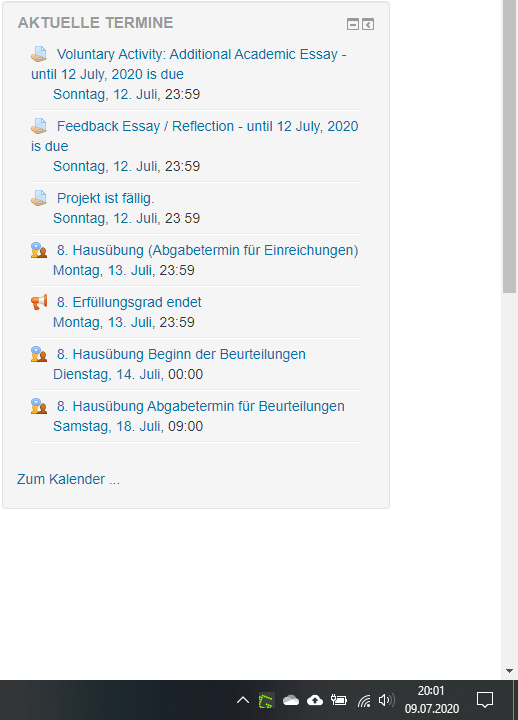 AKTUELLE TERMINE
Voluntary Activity: Additional Academic Essay -
until 12 July, 2020 is due
Sonntag, 12. Juli, 23:59
Feedback Essay / Reflection - until 12 July, 2020
is due
Sonntag, 12. Juli, 23:59
Projekt ist fällig.
Sonntag, 12. Juli, 23 59
8. Hausübung (Abgabetermin für Einreichungen)
Montag, 13. Juli, 23:59
8. Erfüllungsgrad endet
Montag, 13. Juli, 23:59
8. Hausübung Beginn der Beurteilungen
Dienstag, 14. Juli, 00:00
8. Hausübung Abgabetermin für Beurteilungen
Samstag, 18. Juli, 09:00
Zum Kalender ...
20:01
09.07.2020